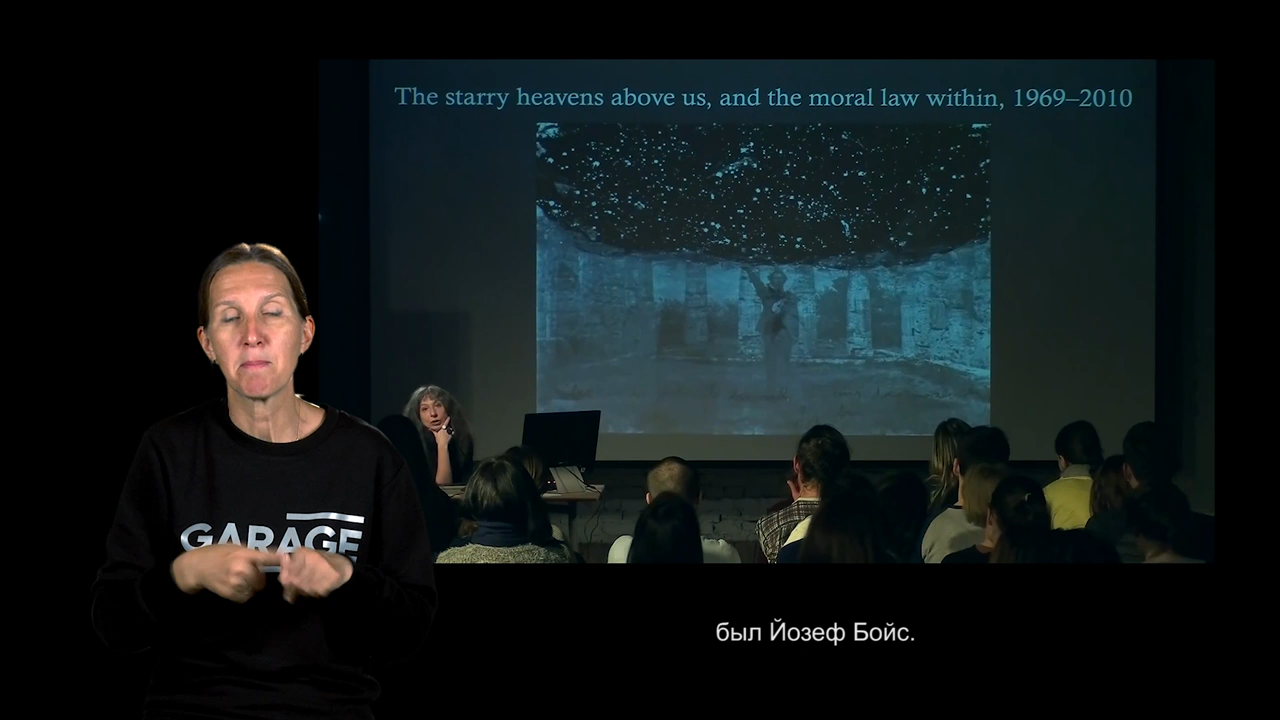 The starry heavens above us, and the moral law within, 1969–2010
GARAGE
был Йозеф Бойс.